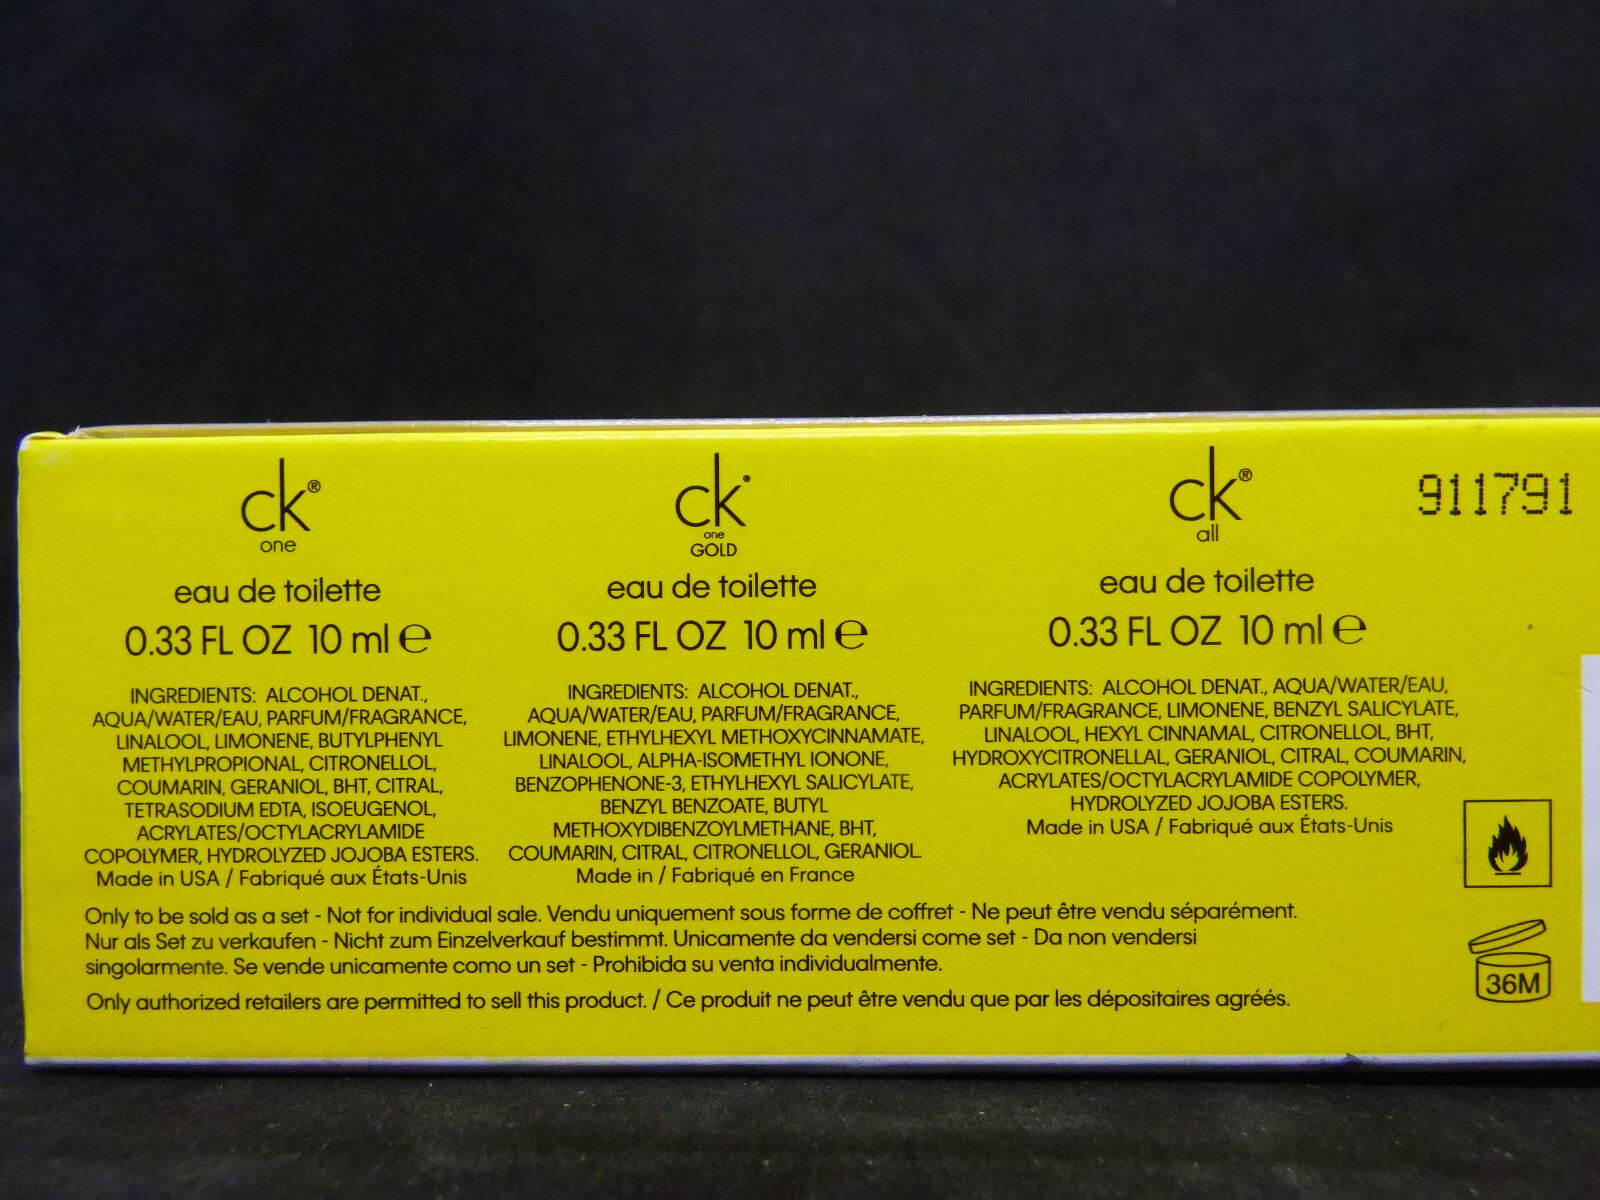 ck®
one
eau de toilette
0.33 FL OZ 10 ml ℮
INGREDIENTS: ALCOHOL DENAT.,
AQUA/WATER/EAU, PARFUM/FRAGRANCE,
LINALOOL, LIMONENE, BUTYLPHENYL
METHYLPROPIONAL, CITRONELLOL,
COUMARIN, GERANIOL, BHT, CITRAL,
TETRASODIUM EDTA, ISOEUGENOL,
ACRYLATES/OCTYLACRYLAMIDE
COPOLYMER, HYDROLYZED JOJOBA ESTERS.
Made in USA / Fabriqué aux États-Unis
ck®
one
GOLD
eau de toilette
0.33 FL OZ 10 ml ℮
INGREDIENTS: ALCOHOL DENAT.,
AQUA/WATER/EAU, PARFUM/FRAGRANCE,
LIMONENE, ETHYLHEXYL METHOXYCINNAMATE,
LINALOOL, ALPHA-ISOMETHYL IONONE,
BENZOPHENONE-3, ETHYLHEXYL SALICYLATE,
BENZYL BENZOATE, BUTYL
METHOXYDIBENZOYLMETHANE, BHT,
COUMARIN, CITRAL, CITRONELLOL, GERANIOL.
Made in / Fabriqué en France
ck®
all
eau de toilette
0.33 FL OZ 10 ml ℮
INGREDIENTS: ALCOHOL DENAT., AQUA/WATER/EAU,
PARFUM/FRAGRANCE, LIMONENE, BENZYL SALICYLATE,
LINALOOL, HEXYL CINNAMAL, CITRONELLOL, BHT,
HYDROXYCITRONELLAL, GERANIOL, CITRAL, COUMARIN,
ACRYLATES/OCTYLACRYLAMIDE COPOLYMER,
HYDROLYZED JOJOBA ESTERS.
Made in USA / Fabriqué aux États-Unis
911791
36M
Only to be sold as a set - Not for individual sale. Vendu uniquement sous forme de coffret - Ne peut être vendu séparément.
Nur als Set zu verkaufen - Nicht zum Einzelverkauf bestimmt. Unicamente da vendersi come set - Da non vendersi
singolarmente. Se vende unicamente como un set - Prohibida su venta individualmente.
Only authorized retailers are permitted to sell this product. / Ce produit ne peut être vendu que par les dépositaires agréés.